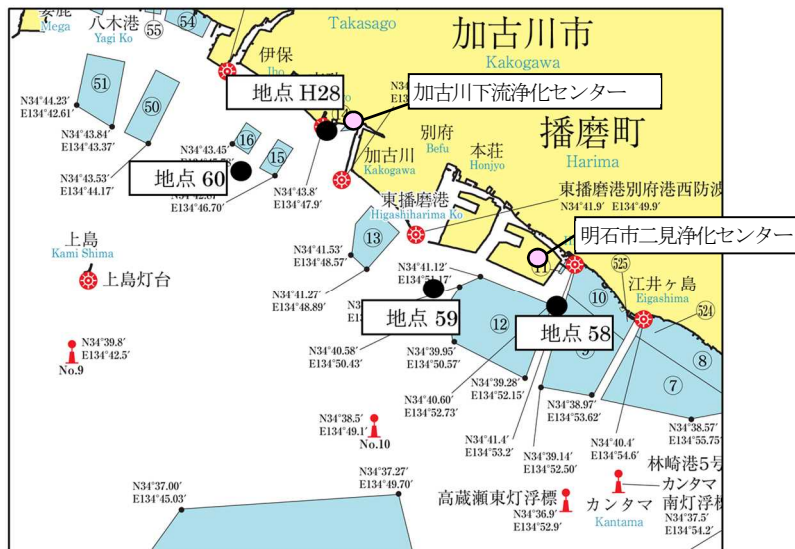 八木港
Yagi Ko
Mega
55
54
Takasago
加古川市
Kakogawa
伊保
Iho
地点 H28
加古川下流浄化センター
51
50
N34°44.23′
E134°42.61′
N34°43.84′
E134°43.37′
N34°43.53′
E134°44.17′
N34°43.45′
16
15
地点 60
E134°46.70′
N34°43.8′
E134°47.9′
加古川
Kakogawa
別府
Befu
本荘
Honjyo
播磨町
Harima
東播磨港
Higashiharima Ko
東播磨港別府港西防波
N34°41.9′ E134°49.9′
明石市二見浄化センター
上島
Kami Shima
上島灯台
13
N34°41.53′
E134°48.57′
N34°41.27′
E134°48.89′
N34°41.12′
地点 59
11
525
江井ヶ島
Eigashima
524
10
12
地点 58
8
7
N34°39.8′
E134°42.5′
No.9
N34°40.58′
E134°50.43′
N34°39.95′
E134°50.57′
N34°39.28′
E134°52.15′
N34°40.60′
E134°52.73′
N34°38.97′
E134°53.62′
N34°38.57′
E134°55.75′
N34°38.5′
E134°49.1′
No.10
N34°41.4′
E134°53.2′
N34°39.14′
E134°52.50′
N34°40.4′
E134°54.6′
N34°37.00′
E134°45.03′
N34°37.27′
E134°49.70′
高蔵瀬東灯浮標
N34°36.9′
E134°52.9′
カンタマ
Kantama
林崎港5号
カンタマ
南灯浮標
N34°37.5′
E134°54.2′